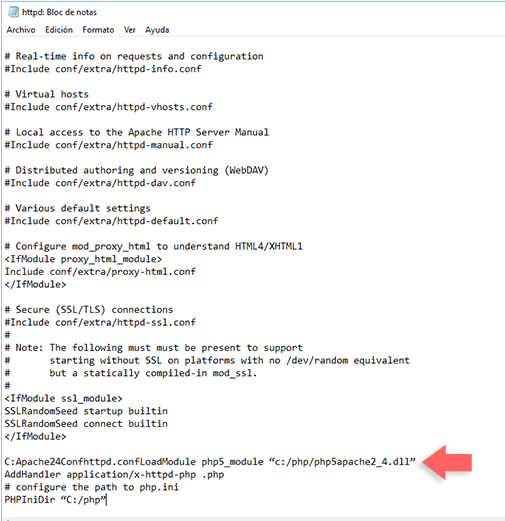 httpd: Bloc de notas
Archivo Edición Formato Ver Ayuda
# Real-time info on requests and configuration
#Include conf/extra/httpd-info.conf
# Virtual hosts
#Include conf/extra/httpd-vhosts.conf
# Local access to the Apache HTTP Server Manual
#Include conf/extra/httpd-manual.conf
# Distributed authoring and versioning (WebDAV)
#Include conf/extra/httpd-dav.conf
# Various default settings
#Include conf/extra/httpd-default.conf
# Configure mod_proxy_html to understand HTML4/XHTML1
<IfModule proxy_html_module>
Include conf/extra/proxy-html.conf
</IfModule>
# Secure (SSL/TLS) connections
#Include conf/extra/httpd-ssl.conf
#
# Note: The following must must be present to support
#       starting without SSL on platforms with no /dev/random equivalent
#       but a statically compiled-in mod_ssl.
#
<IfModule ssl_module>
SSLRandomSeed startup builtin
SSLRandomSeed connect builtin
</IfModule>
C:Apache24Confhttpd.confLoadModule php5_module “c:/php/php5apache2_4.dll”
AddHandler application/x-httpd-php .php
# configure the path to php.ini
PHPIniDir “C:/php”